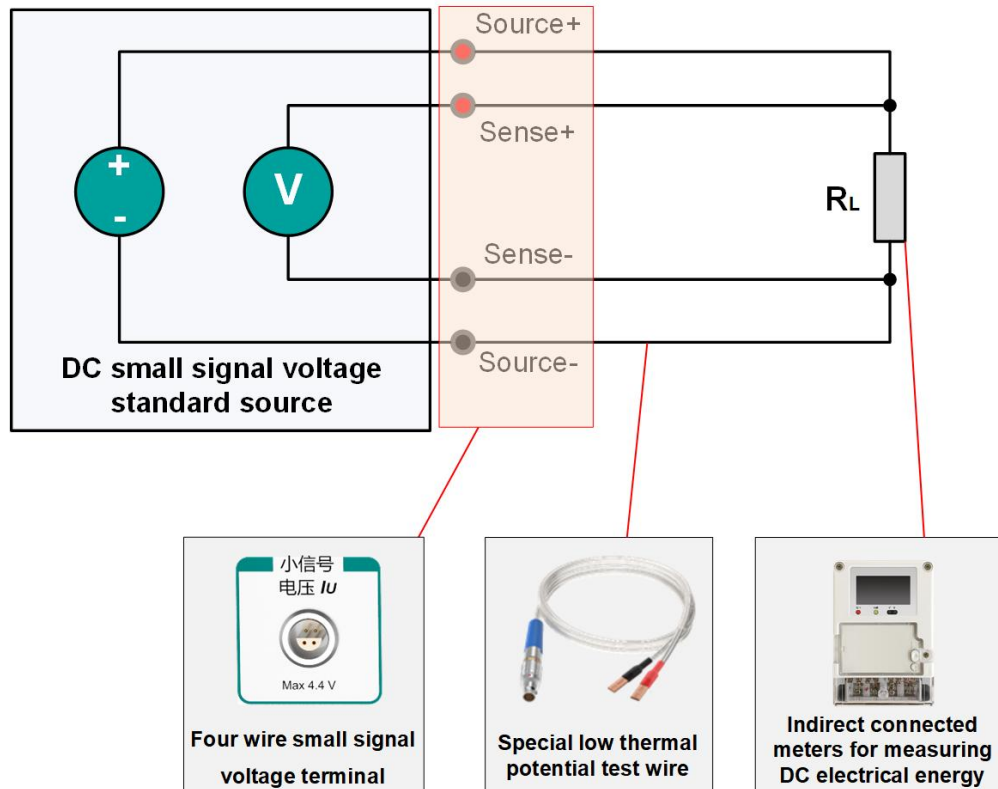 Source+
Sense+
+
-
V
RL
Sense-
Source-
DC small signal voltage
standard source
小信号
电压 IU
Max 4.4 V
Four wire small signal
voltage terminal
Special low thermal
potential test wire
Indirect connected
meters for measuring
DC electrical energy